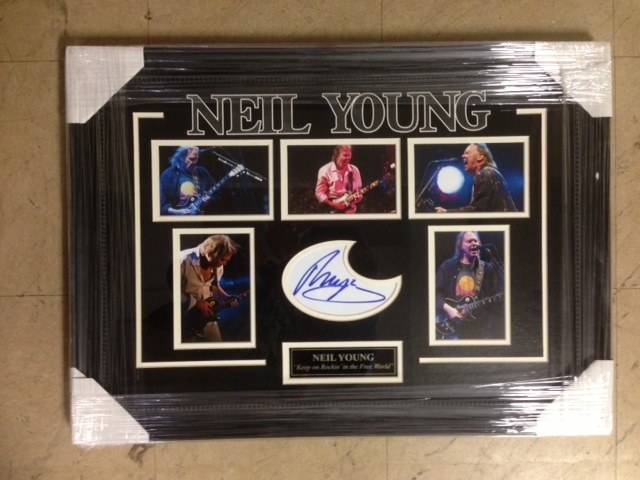 NEIL YOUNG
NEIL YOUNG
"Keep on Rockin' in the Free World"